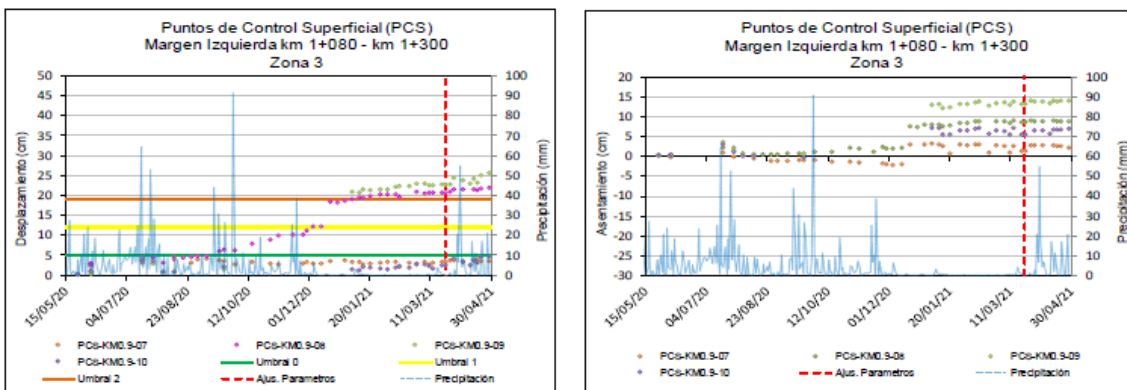 Puntos de Control Superficial (PCS)
Margen Izquierda km 1+080 - km 1+300
Zona 3
Desplazamiento (cm)
50
45
40
35
30
25
20
15
10
5
0
100
90
80
70
60
50
40
30
20
10
0
Precipitación (mm)
15/05/20
04/07/20
23/08/20
12/10/20
01/12/20
20/01/21
11/03/21
30/04/21
PCS-KM0.9-07
PCS-KM0.9-08
PCS-KM0.9-09
PCS-KM0.9-10
Umbral 0
Umbral 1
Umbral 2
Ajus. Parametros
Precipitación
Puntos de Control Superficial (PCS)
Margen Izquierda km 1+080 - km 1+300
Zona 3
Asentamiento (cm)
20
15
10
5
0
-5
-10
-15
-20
-25
-30
100
90
80
70
60
50
40
30
20
10
0
Precipitación (mm)
15/05/20
04/07/20
23/08/20
12/10/20
01/12/20
20/01/21
11/03/21
30/04/21
PCS-KM0.9-07
PCS-KM0.9-08
PCS-KM0.9-09
PCS-KM0.9-10
Ajus. Parametros
Precipitación